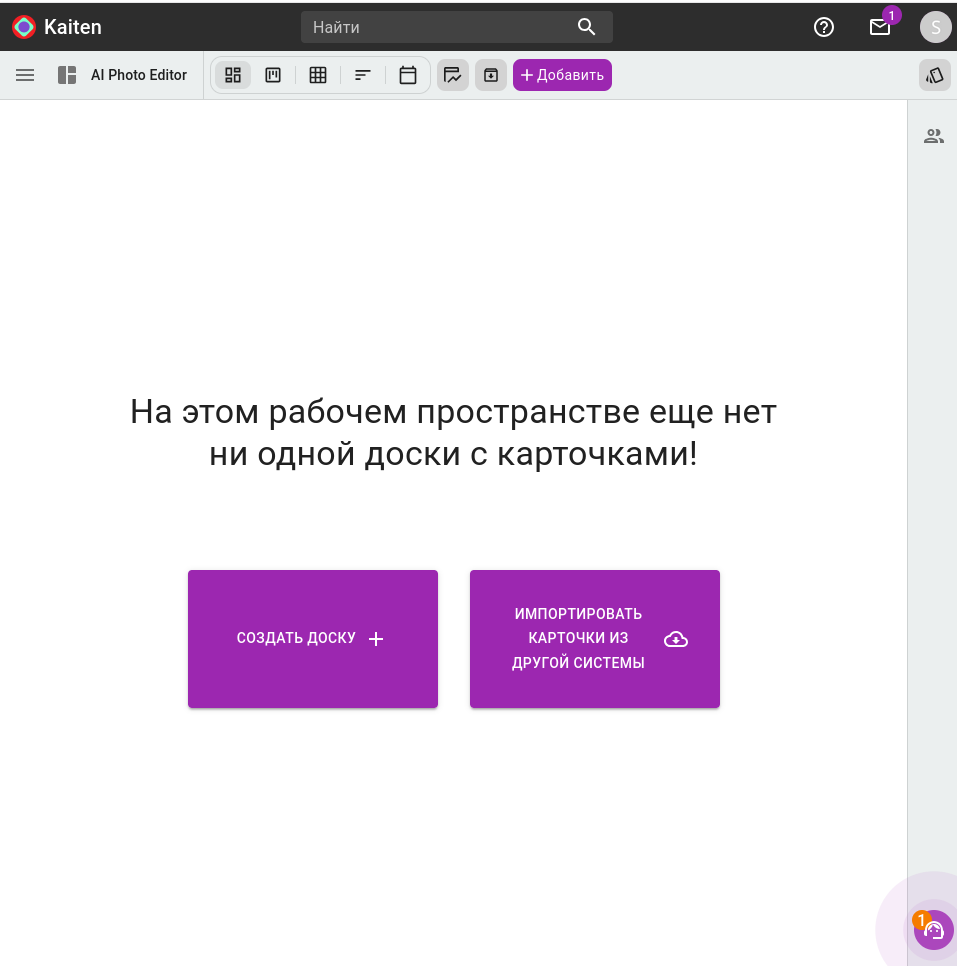 Kaiten
Найти
1
S
AI Photo Editor
Добавить
На этом рабочем пространстве еще нет
ни одной доски с карточками!
СОЗДАТЬ ДОСКУ
ИМПОРТИРОВАТЬ
КАРТОЧКИ ИЗ
ДРУГОЙ СИСТЕМЫ
1